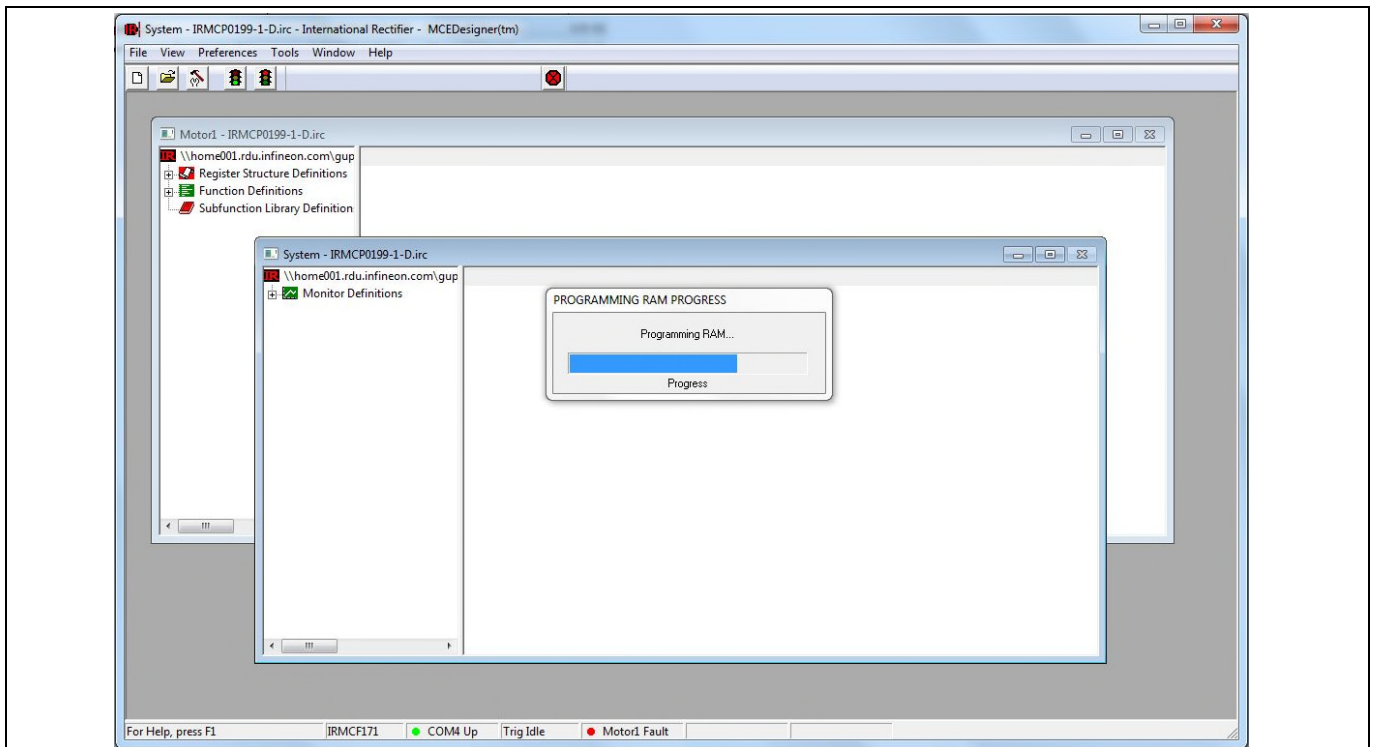 System - IRMCP0199-1-D.irc - International Rectifier - MCEDesigner(tm)
File View Preferences Tools Window Help
Motor1 - IRMCP0199-1-D.irc
IR \\home001.rdu.infineon.com\gup
Register Structure Definitions
Function Definitions
Subfunction Library Definition
System - IRMCP0199-1-D.irc
IR \\home001.rdu.infineon.com\gup
Monitor Definitions
PROGRAMMING RAM PROGRESS
Programming RAM...
Progress
For Help, press F1 IRMCF171 COM4 Up Trig Idle Motor1 Fault